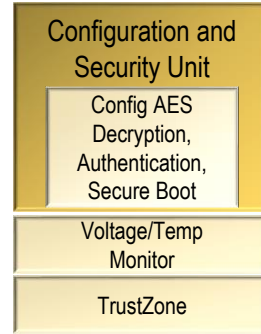 Configuration and
Security Unit
Config AES
Decryption,
Authentication,
Secure Boot
Voltage/Temp
Monitor
TrustZone